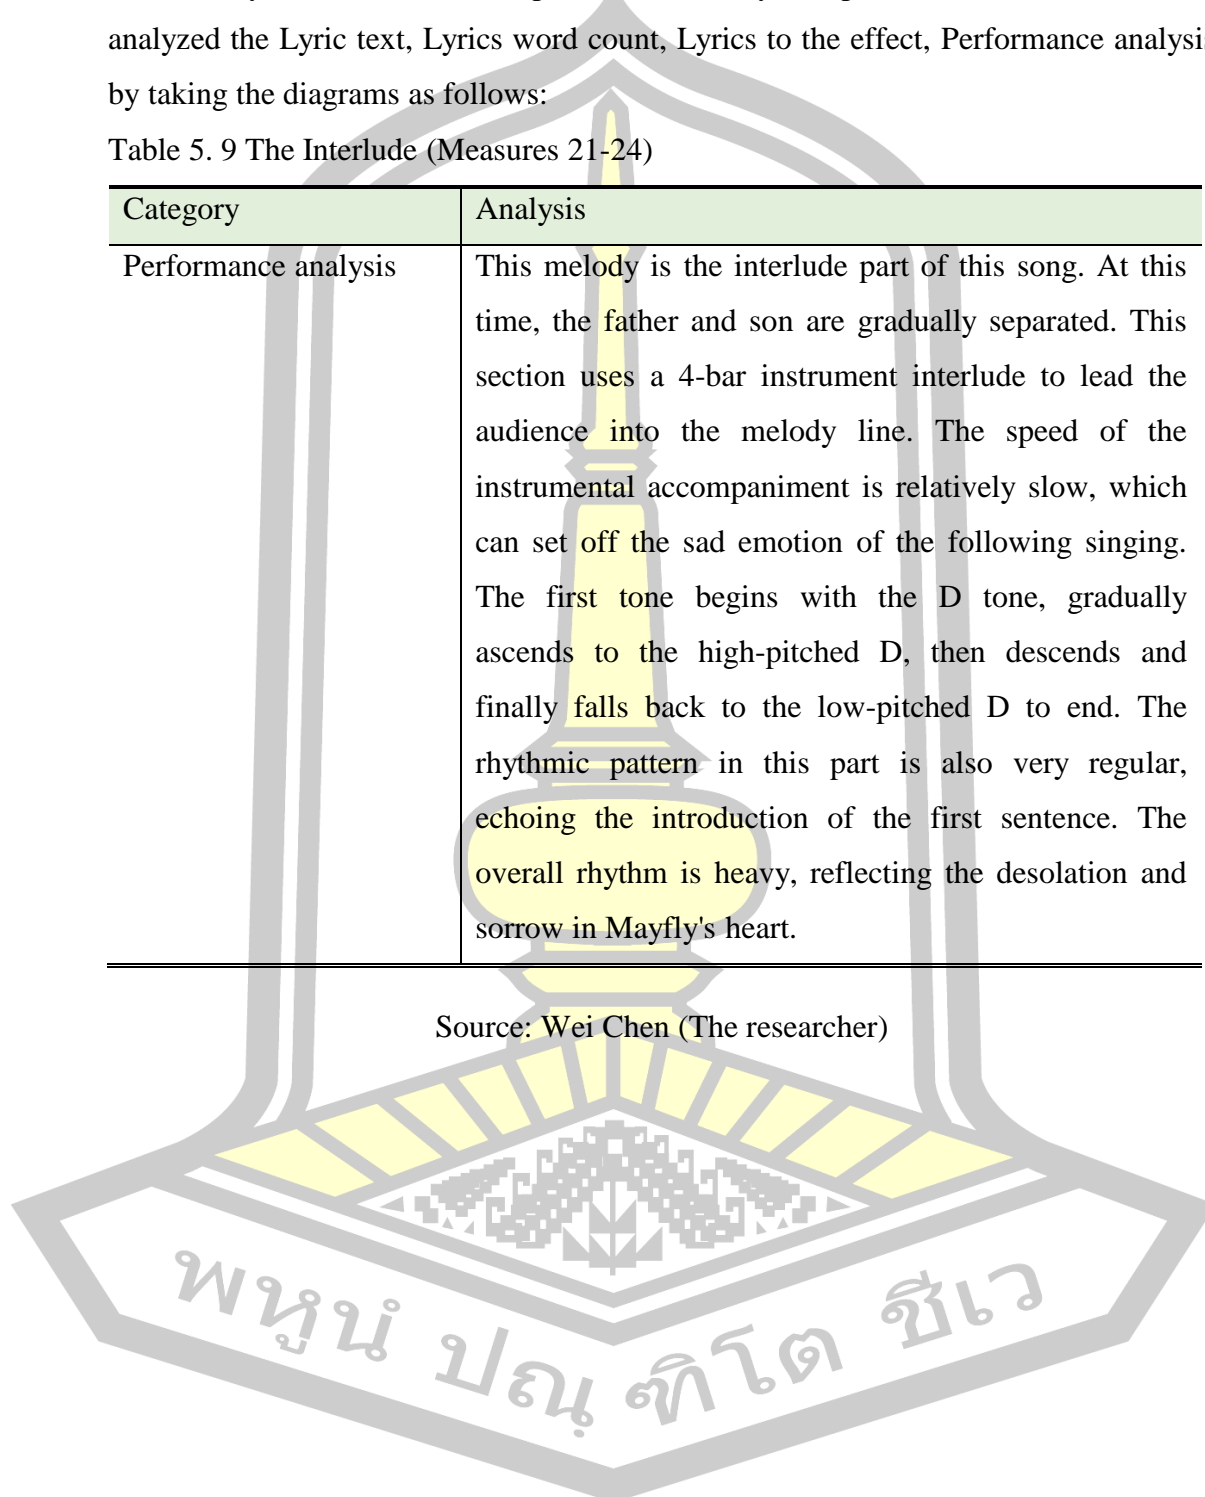 analyzed the Lyric text, Lyrics word count, Lyrics to the effect, Performance analysis
by taking the diagrams as follows:
Table 5. 9 The Interlude (Measures 21-24)
Category Analysis
Performance analysis This melody is the interlude part of this song. At this
time, the father and son are gradually separated. This
section uses a 4-bar instrument interlude to lead the
audience into the melody line. The speed of the
instrumental accompaniment is relatively slow, which
can set off the sad emotion of the following singing.
The first tone begins with the D tone, gradually
ascends to the high-pitched D, then descends and
finally falls back to the low-pitched D to end. The
rhythmic pattern in this part is also very regular,
echoing the introduction of the first sentence. The
overall rhythm is heavy, reflecting the desolation and
sorrow in Mayfly's heart.
Source: Wei Chen (The researcher)
พหูนํ ปณฺฑิโต ชีเว